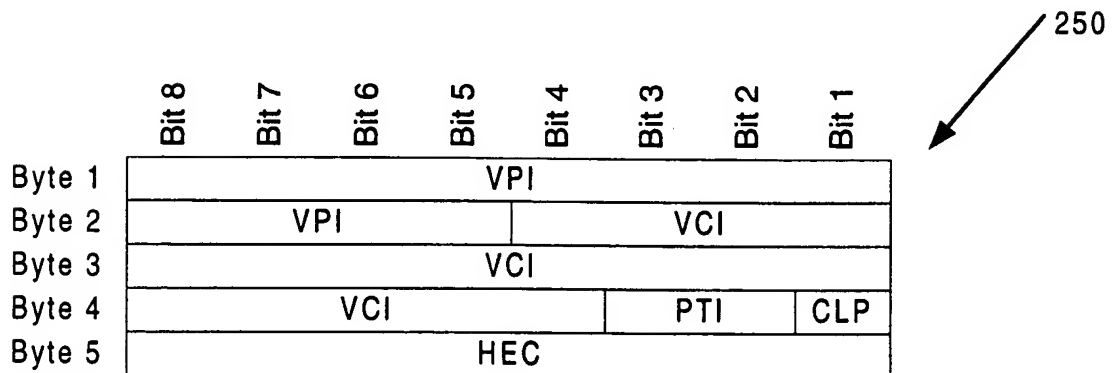 250
Bit 8 Bit 7 Bit 6 Bit 5 Bit 4 Bit 3 Bit 2 Bit 1
Byte 1 VPI
Byte 2 VPI VCI
Byte 3 VCI
Byte 4 VCI PTI CLP
Byte 5 HEC